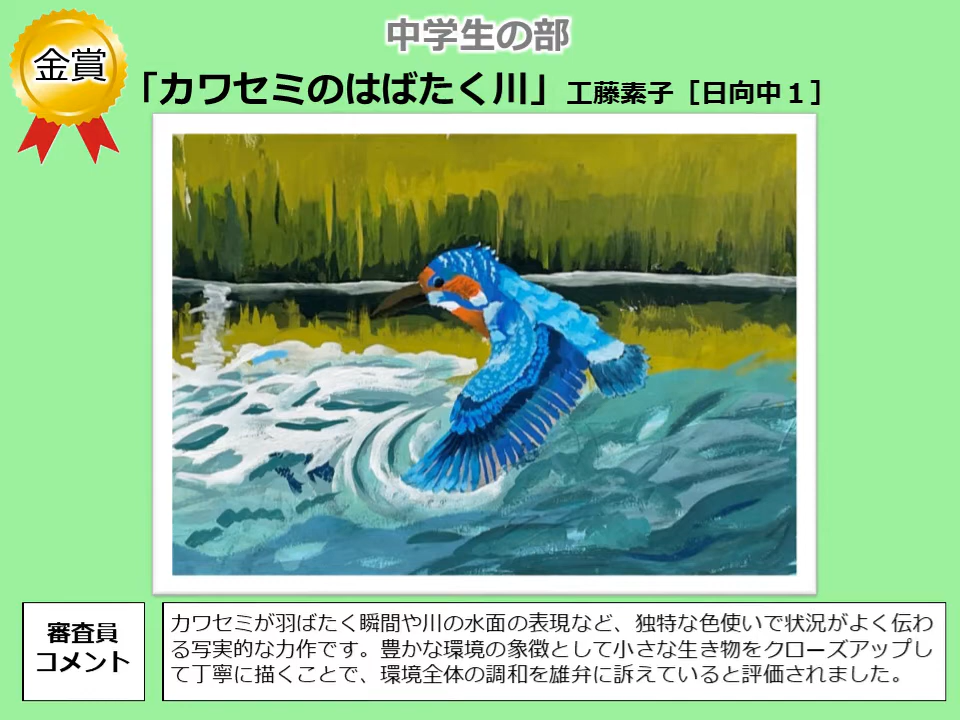 金賞
中学生の部
「カワセミのはばたく川」工藤素子［日向中１］
審査員
コメント
カワセミが羽ばたく瞬間や川の水面の表現など、独特な色使いで状況がよく伝わ
る写実的な力作です。豊かな環境の象徴として小さな生き物をクローズアップし
て丁寧に描くことで、環境全体の調和を雄弁に訴えていると評価されました。